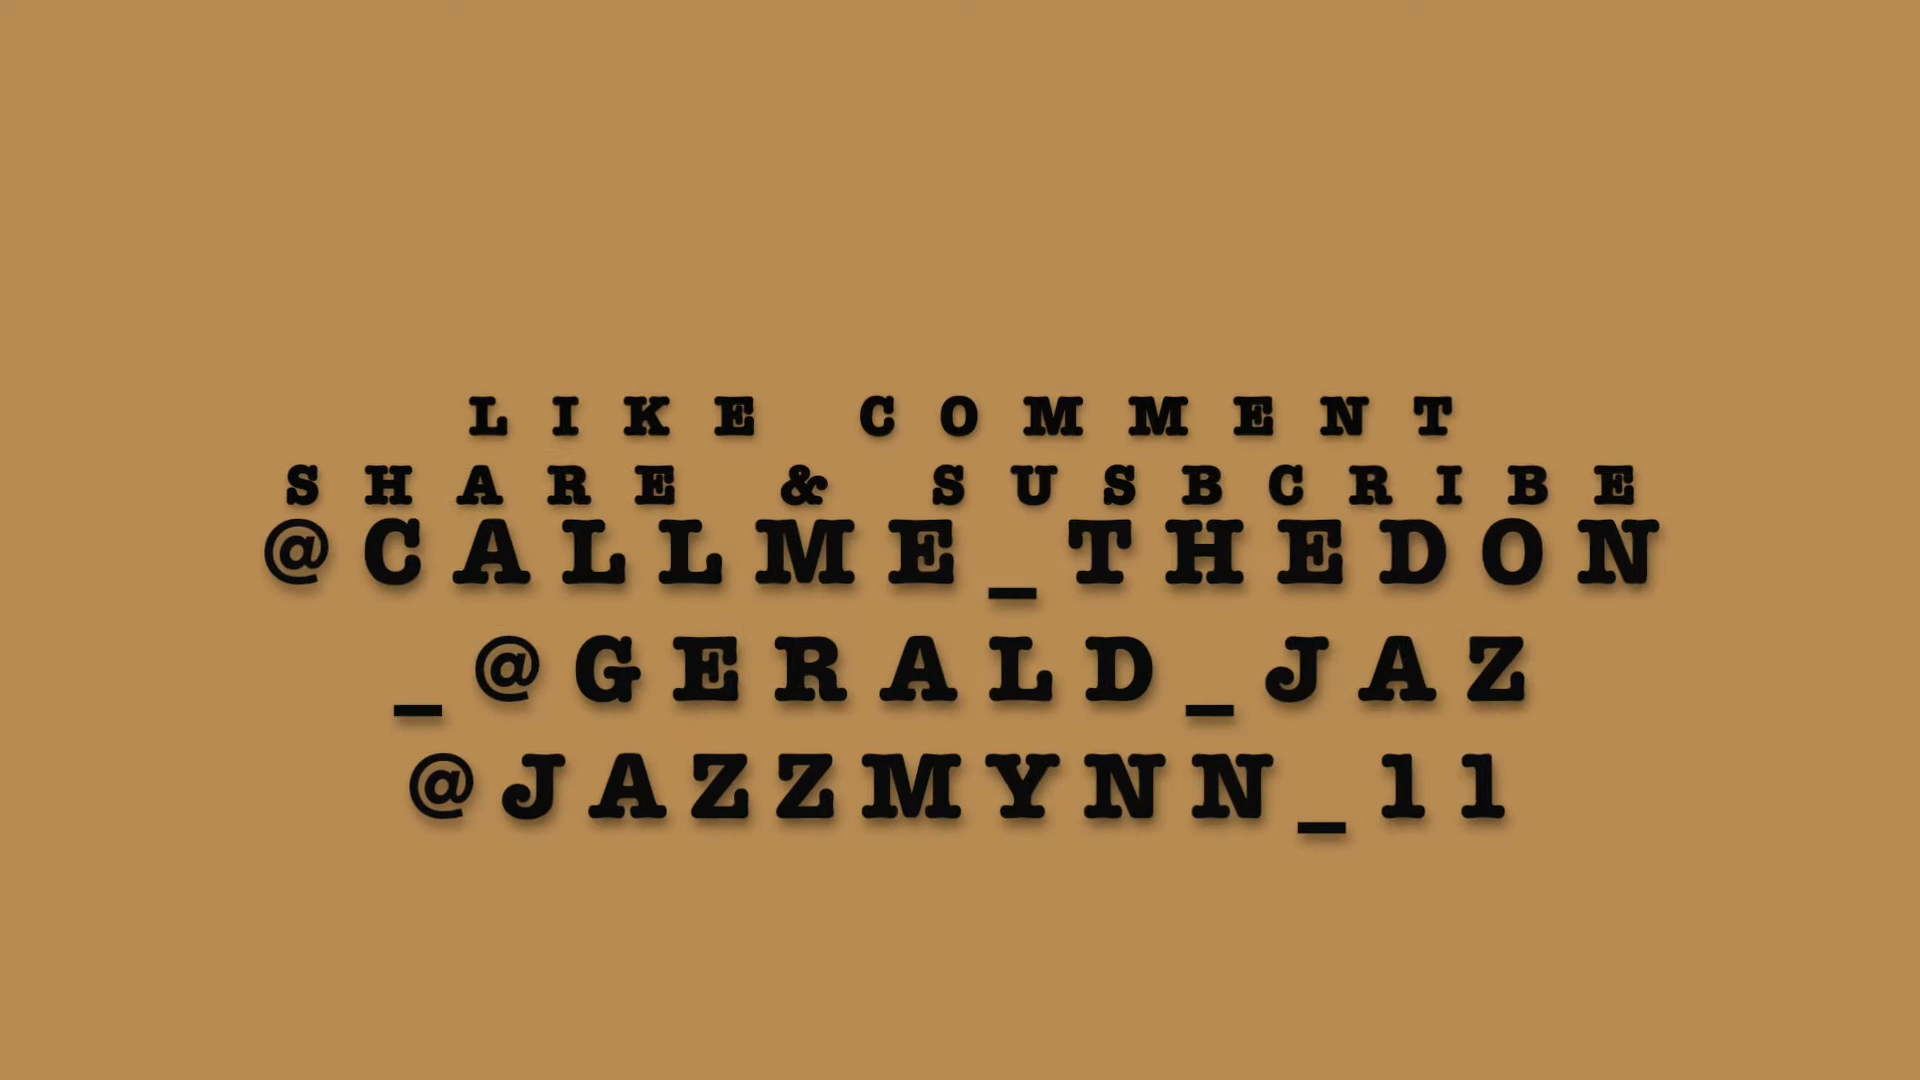 LIKE COMMENT
SHARE & SUSBCRIBE
@CALLME_THEDON
_@GERALD_JAZ
@JAZZMYNN_11